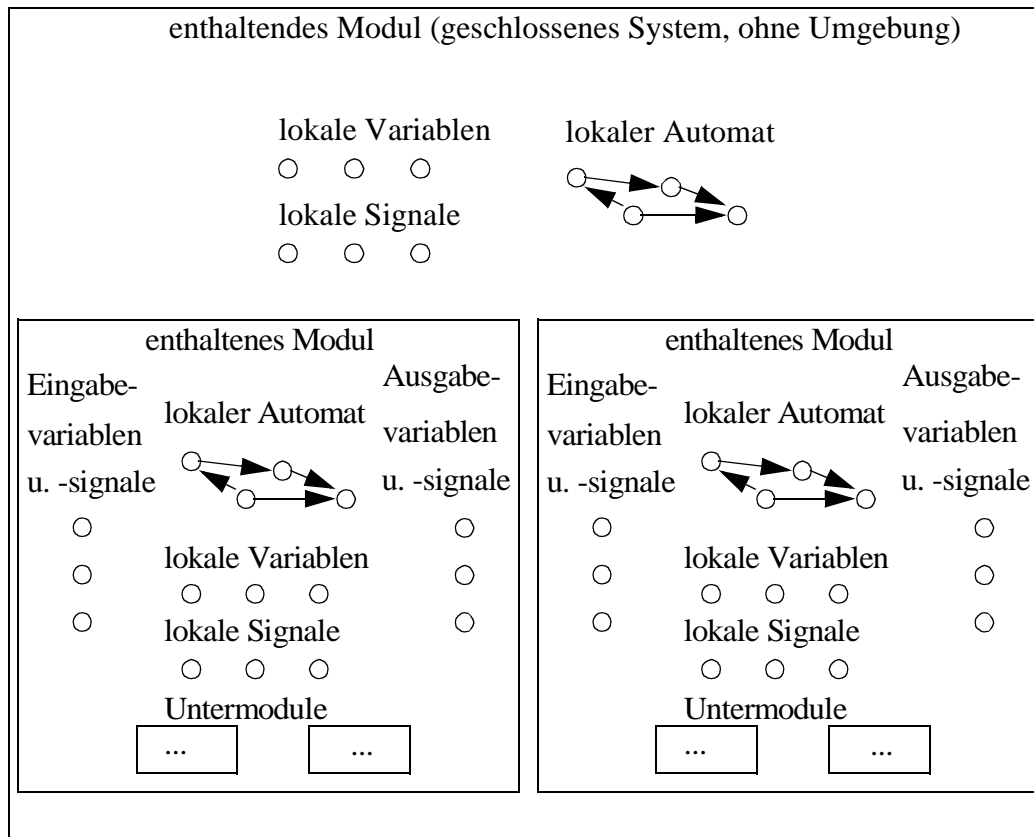 enthaltendes Modul (geschlossenes System, ohne Umgebung)
lokale Variablen
lokaler Automat
lokale Signale
enthaltenes Modul
Eingabe-
variablen
u. -signale
lokaler Automat
Ausgabe-
variablen
u. -signale
lokale Variablen
lokale Signale
Untermodule
...
...
enthaltenes Modul
Eingabe-
variablen
u. -signale
lokaler Automat
Ausgabe-
variablen
u. -signale
lokale Variablen
lokale Signale
Untermodule
...
...